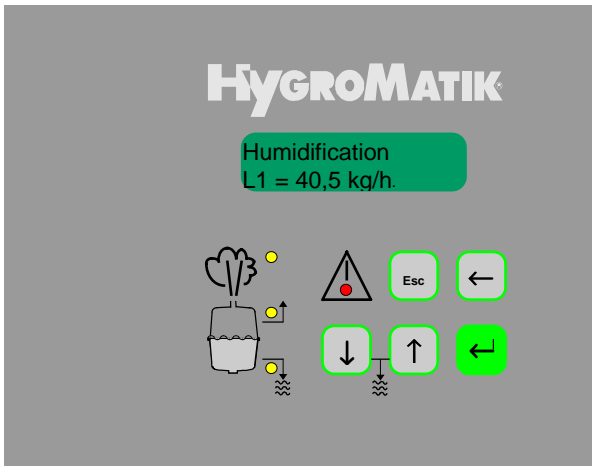 HYGROMATIK
Humidification
L1 = 40,5 kg/h.
Esc